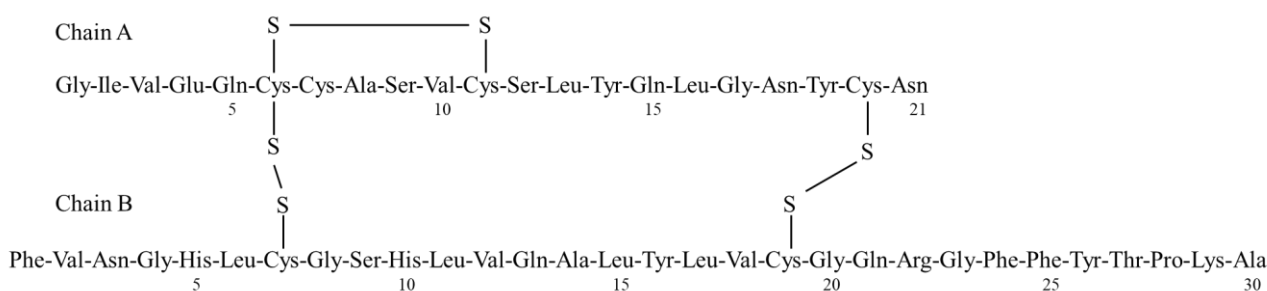 Chain A
S S
Gly-Ile-Val-Glu-Gln-Cys-Cys-Ala-Ser-Val-Cys-Ser-Leu-Tyr-Gln-Leu-Gly-Asn-Tyr-Cys-Asn
5 10 15 21
S S
Chain B
S S
Phe-Val-Asn-Gly-His-Leu-Cys-Gly-Ser-His-Leu-Val-Gln-Ala-Leu-Tyr-Leu-Val-Cys-Gly-Gln-Arg-Gly-Phe-Phe-Tyr-Thr-Pro-Lys-Ala
5 10 15 20 25 30